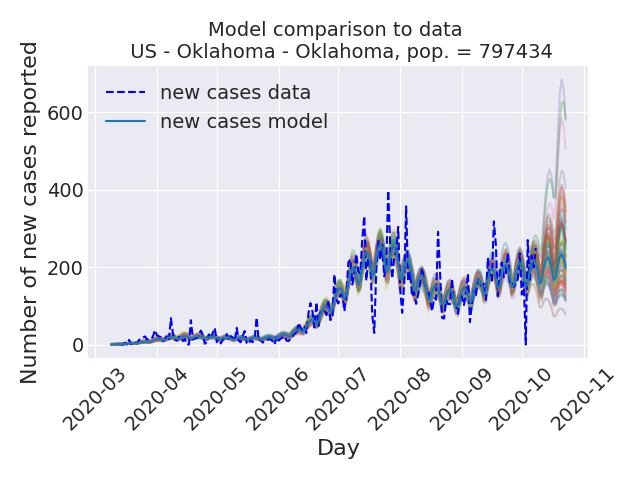 Model comparison to data
US - Oklahoma - Oklahoma, pop. = 797434
Number of new cases reported
600
400
200
0
new cases data
new cases model
2020-03
2020-04
2020-05
2020-06
2020-07
2020-08
2020-09
2020-10
2020-11
Day